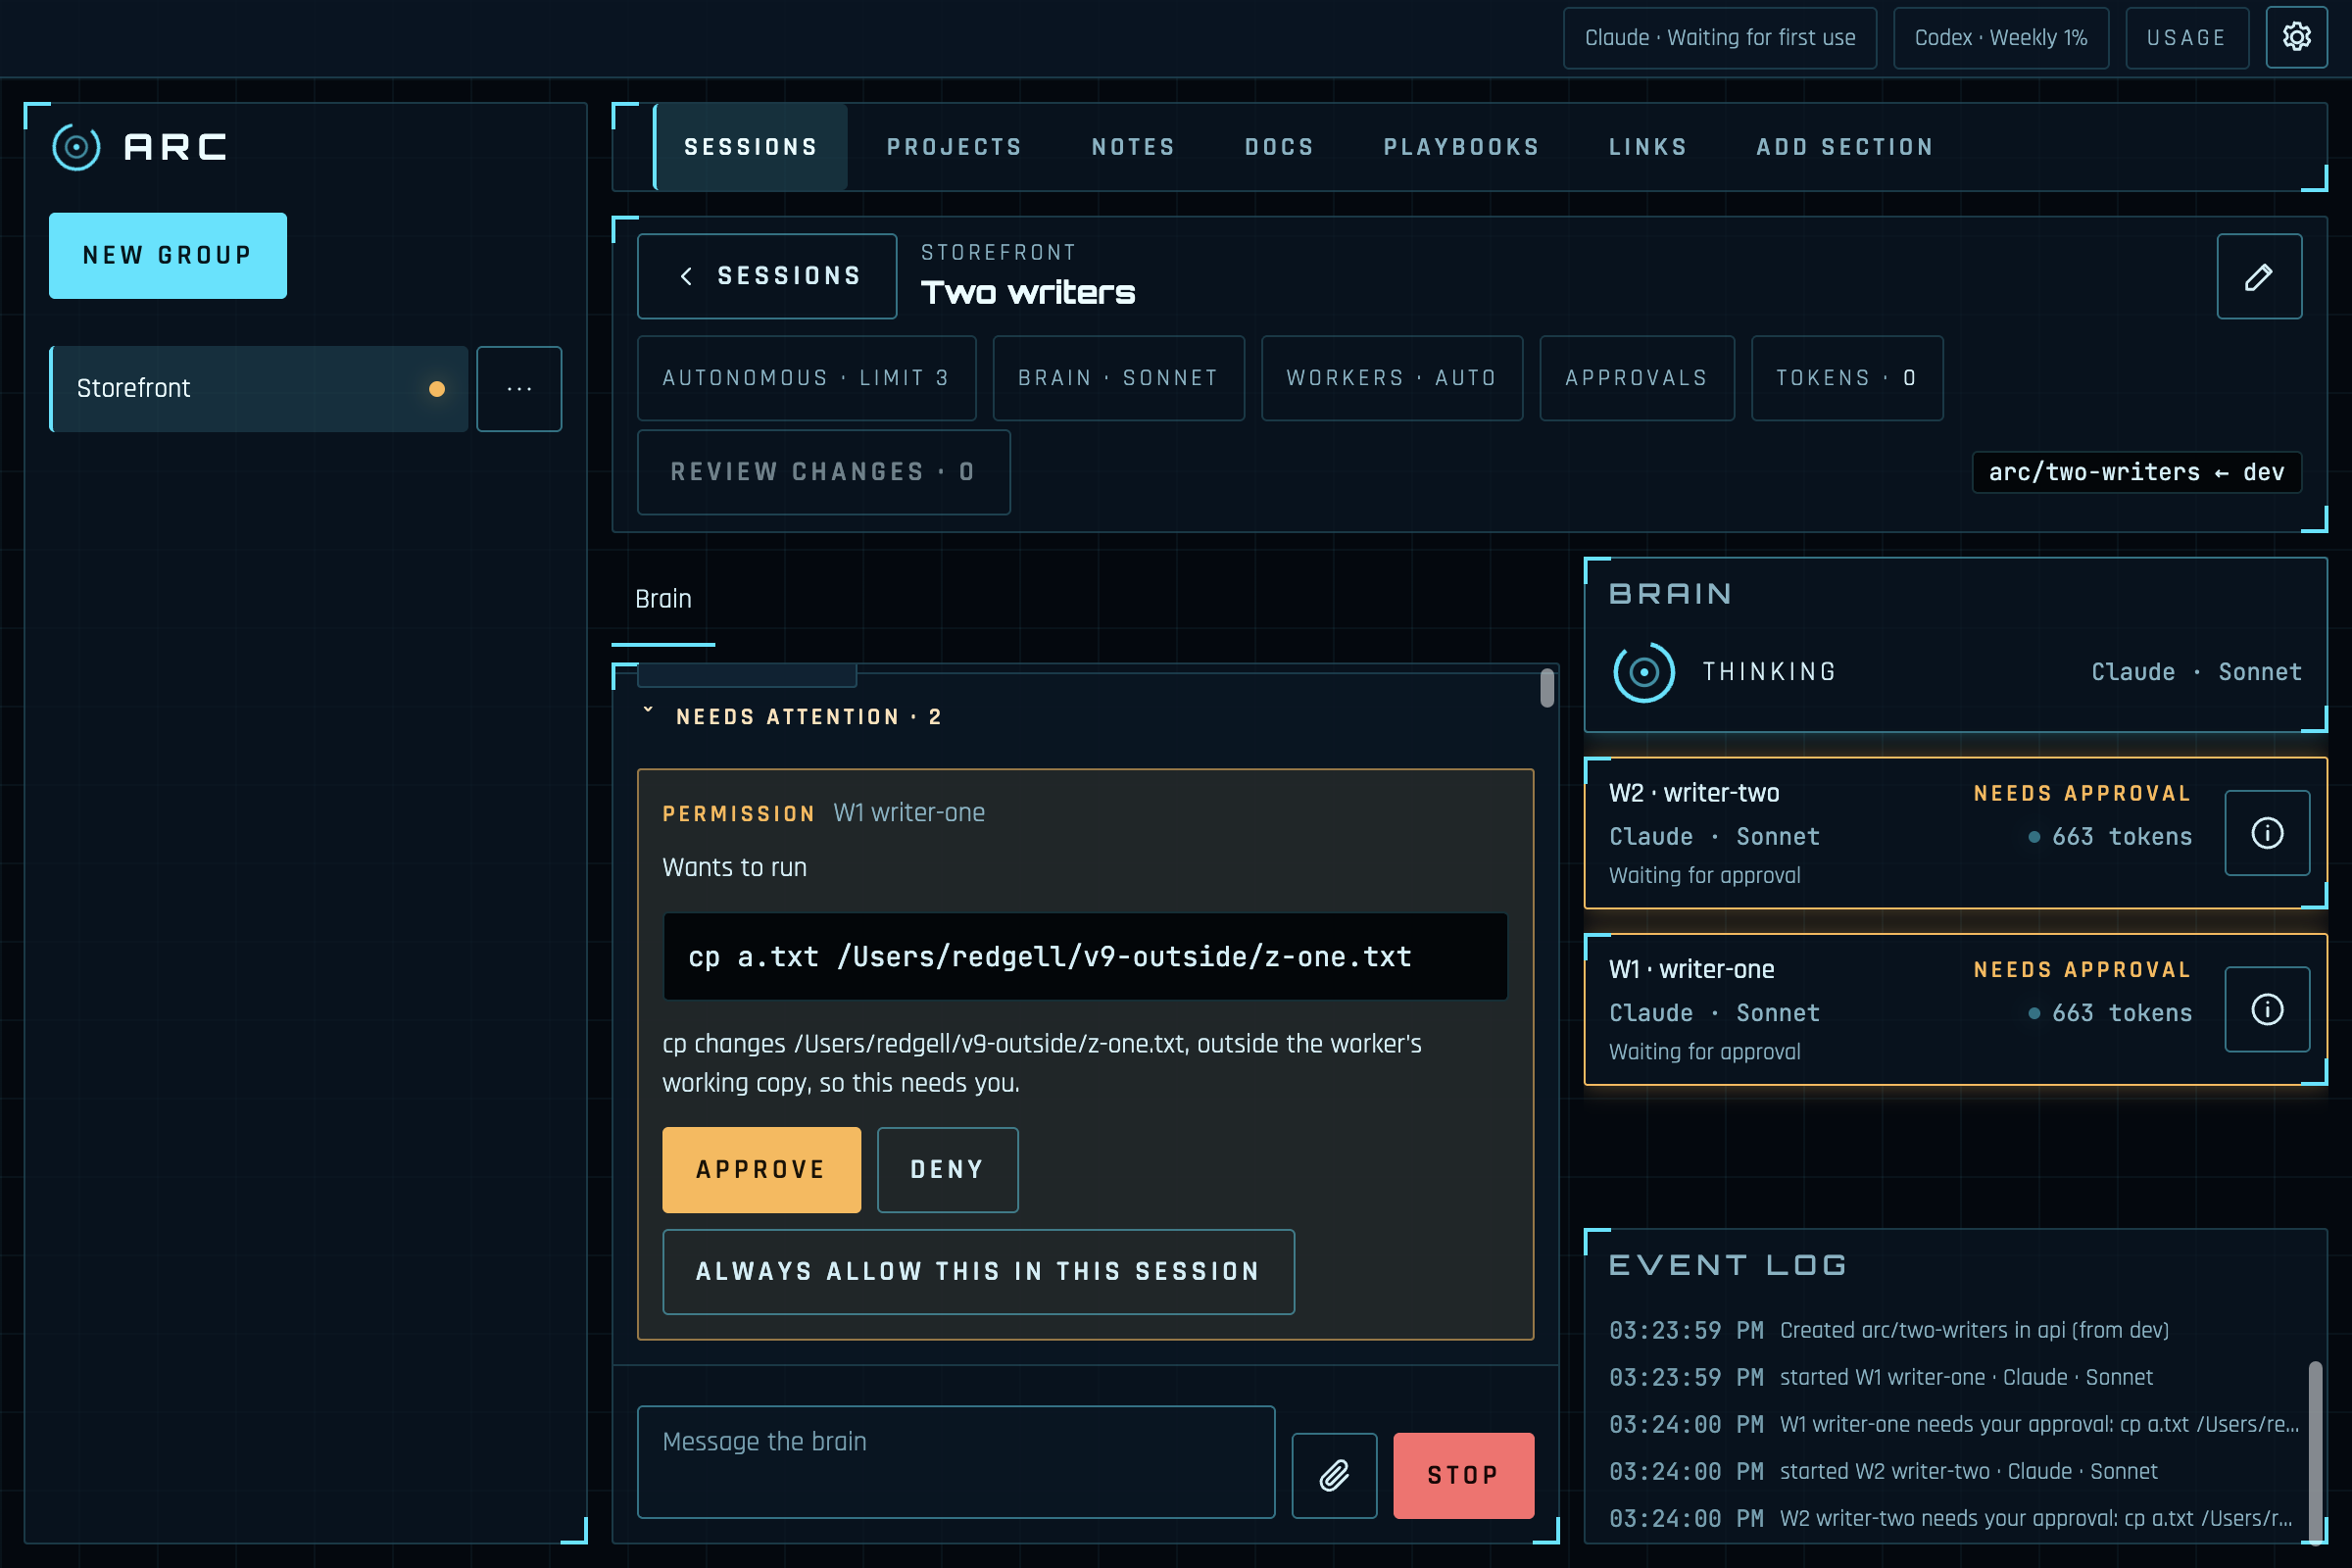 Claude · Waiting for first use
Codex · Weekly 1%
USAGE
ARC
NEW GROUP
Storefront
...
SESSIONS
PROJECTS
NOTES
DOCS
PLAYBOOKS
LINKS
ADD SECTION
SESSIONS
STOREFRONT
Two writers
AUTONOMOUS · LIMIT 3
BRAIN · SONNET
WORKERS · AUTO
APPROVALS
TOKENS · 0
REVIEW CHANGES · 0
arc/two-writers ← dev
Brain
NEEDS ATTENTION · 2
PERMISSION W1 writer-one
Wants to run
cp a.txt /Users/redgell/v9-outside/z-one.txt
cp changes /Users/redgell/v9-outside/z-one.txt, outside the worker's
working copy, so this needs you.
APPROVE
DENY
ALWAYS ALLOW THIS IN THIS SESSION
Message the brain
STOP
BRAIN
THINKING
Claude · Sonnet
W2 · writer-two
NEEDS APPROVAL
Claude · Sonnet
663 tokens
Waiting for approval
W1 · writer-one
NEEDS APPROVAL
Claude · Sonnet
663 tokens
Waiting for approval
EVENT LOG
03:23:59 PM Created arc/two-writers in api (from dev)
03:23:59 PM started W1 writer-one · Claude · Sonnet
03:24:00 PM W1 writer-one needs your approval: cp a.txt /Users/re...
03:24:00 PM started W2 writer-two · Claude · Sonnet
03:24:00 PM W2 writer-two needs your approval: cp a.txt /Users/r...